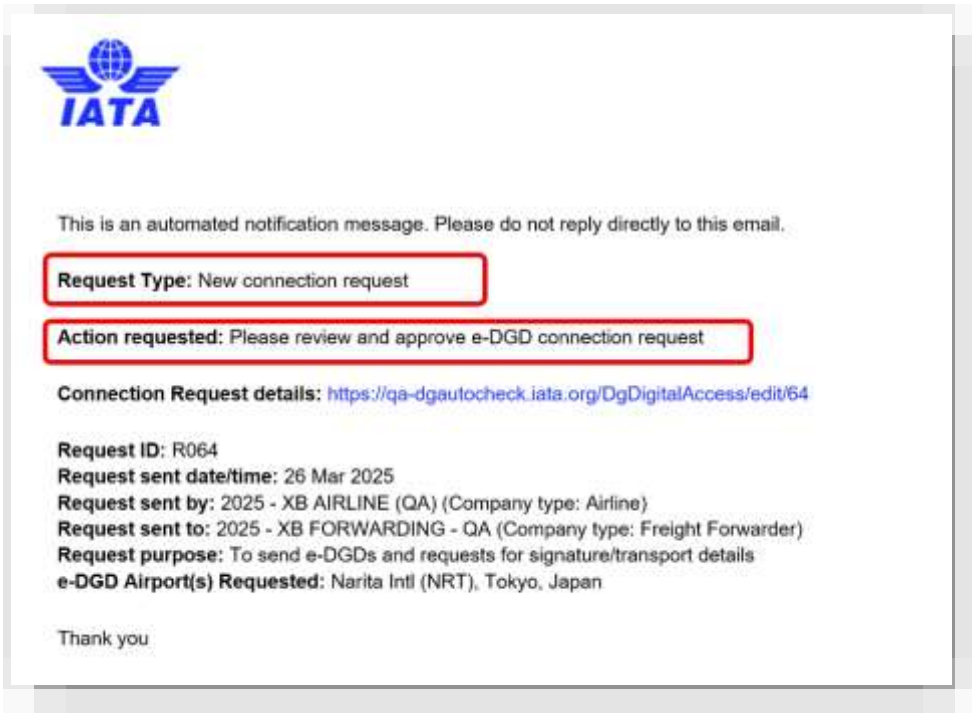 IATA
This is an automated notification message. Please do not reply directly to this email.
Request Type: New connection request
Action requested: Please review and approve e-DGD connection request
Connection Request details: https://qa-dgautocheck.iata.org/DgDigitalAccess/edit/64
Request ID: R064
Request sent date/time: 26 Mar 2025
Request sent by: 2025 - XB AIRLINE (QA) (Company type: Airline)
Request sent to: 2025 - XB FORWARDING - QA (Company type: Freight Forwarder)
Request purpose: To send e-DGDs and requests for signature/transport details
e-DGD Airport(s) Requested: Narita Intl (NRT), Tokyo, Japan
Thank you